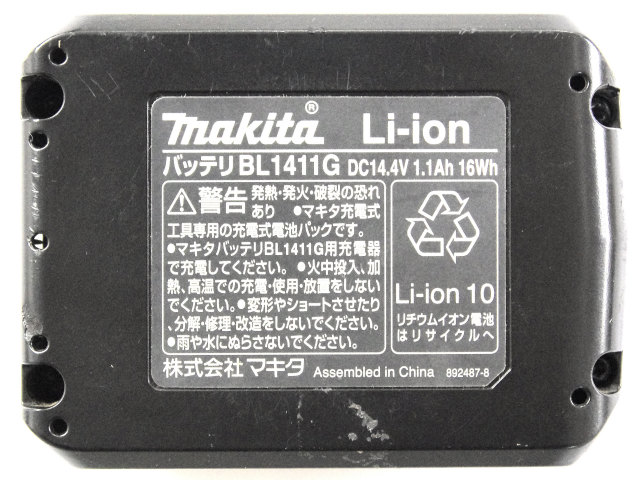 makita® Li-ion
バッテリ BL1411G DC14.4V 1.1Ah 16Wh
⚠警告 発熱・発火・破裂の恐れ
あり ●マキタ充電式
工具専用の充電式電池パックです。
●マキタバッテリBL1411G用充電器
で充電してください。●火中投入、加
熱、高温での充電・使用・放置をしない
でください。●変形やショートさせたり、
分解・修理・改造をしないでください。
●雨や水にぬらさないでください。
Li-ion 10
リチウムイオン電池
はリサイクルへ
株式会社 マキタ Assembled in China 892487-8